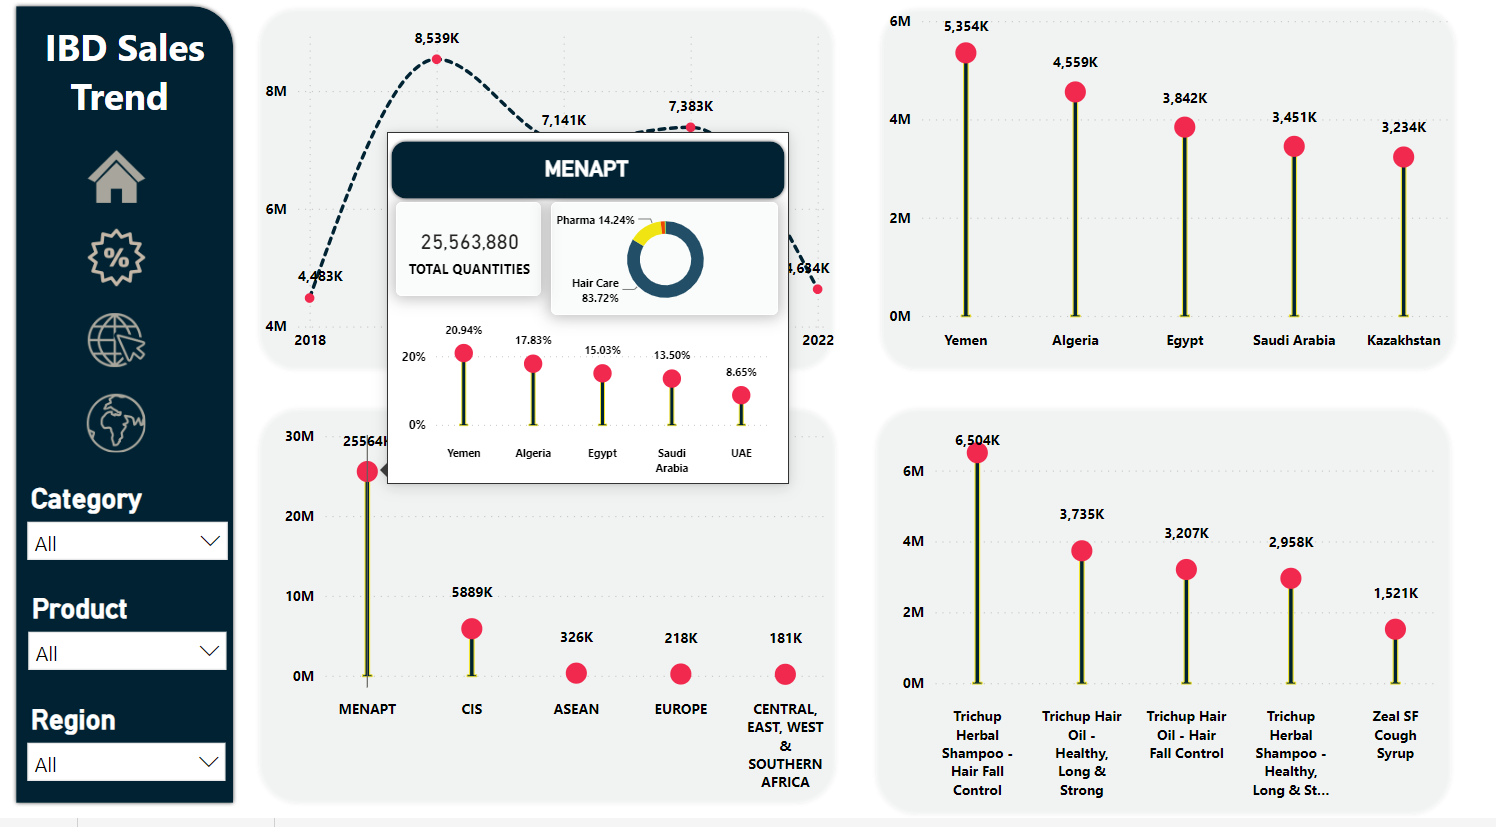 IBD Sales
Trend
Category
All
Product
All
Region
All
8,539K
8M
7,141K
7,383K
6M
4,483K
4,634K
4M
2018
2022
MENAPT
25,563,880
TOTAL QUANTITIES
Pharma 14.24%
Hair Care
83.72%
20.94%
17.83%
15.03%
13.50%
8.65%
20%
0%
Yemen
Algeria
Egypt
Saudi
Arabia
UAE
6M
5,354K
4,559K
3,842K
3,451K
3,234K
4M
2M
0M
Yemen
Algeria
Egypt
Saudi Arabia
Kazakhstan
30M
25564K
20M
10M
5889K
326K
218K
181K
0M
MENAPT
CIS
ASEAN
EUROPE
CENTRAL,
EAST, WEST
&
SOUTHERN
AFRICA
6,504K
6M
3,735K
3,207K
2,958K
1,521K
4M
2M
0M
Trichup
Herbal
Shampoo -
Hair Fall
Control
Trichup Hair
Oil -
Healthy,
Long &
Strong
Trichup Hair
Oil - Hair
Fall Control
Trichup
Herbal
Shampoo -
Healthy,
Long & St...
Zeal SF
Cough
Syrup